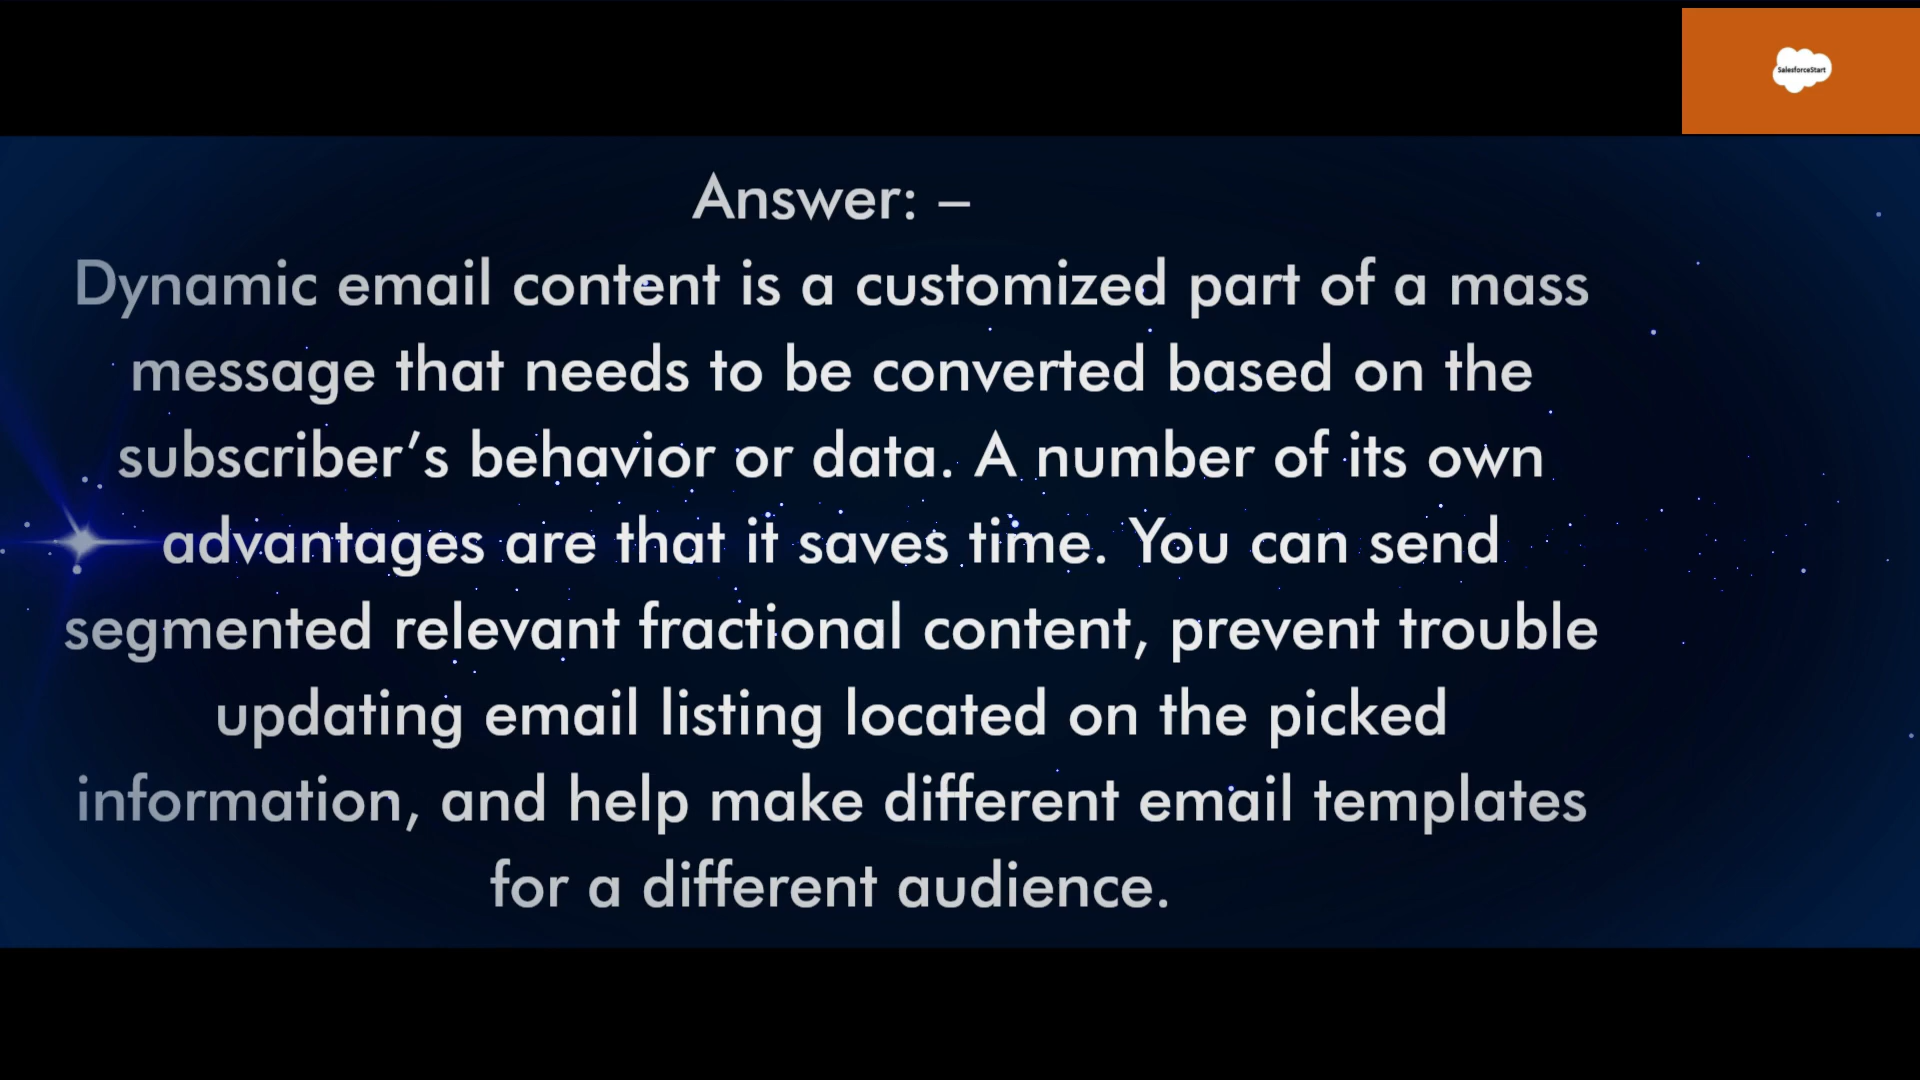 SalesforceStart
Answer: –
Dynamic email content is a customized part of a mass
message that needs to be converted based on the
subscriber’s behavior or data. A number of its own
advantages are that it saves time. You can send
segmented relevant fractional content, prevent trouble
updating email listing located on the picked
information, and help make different email templates
for a different audience.